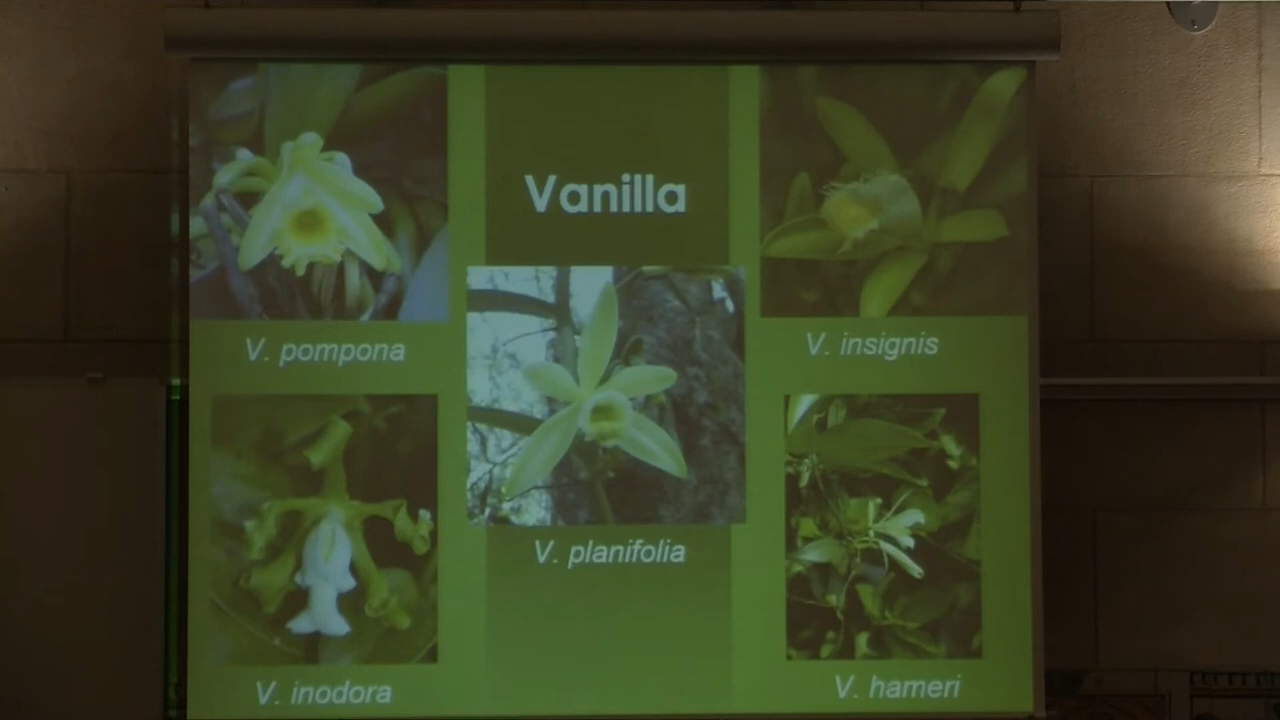 Vanilla
V. pompona
V. insignis
V. planifolia
V. inodora
V. hameri